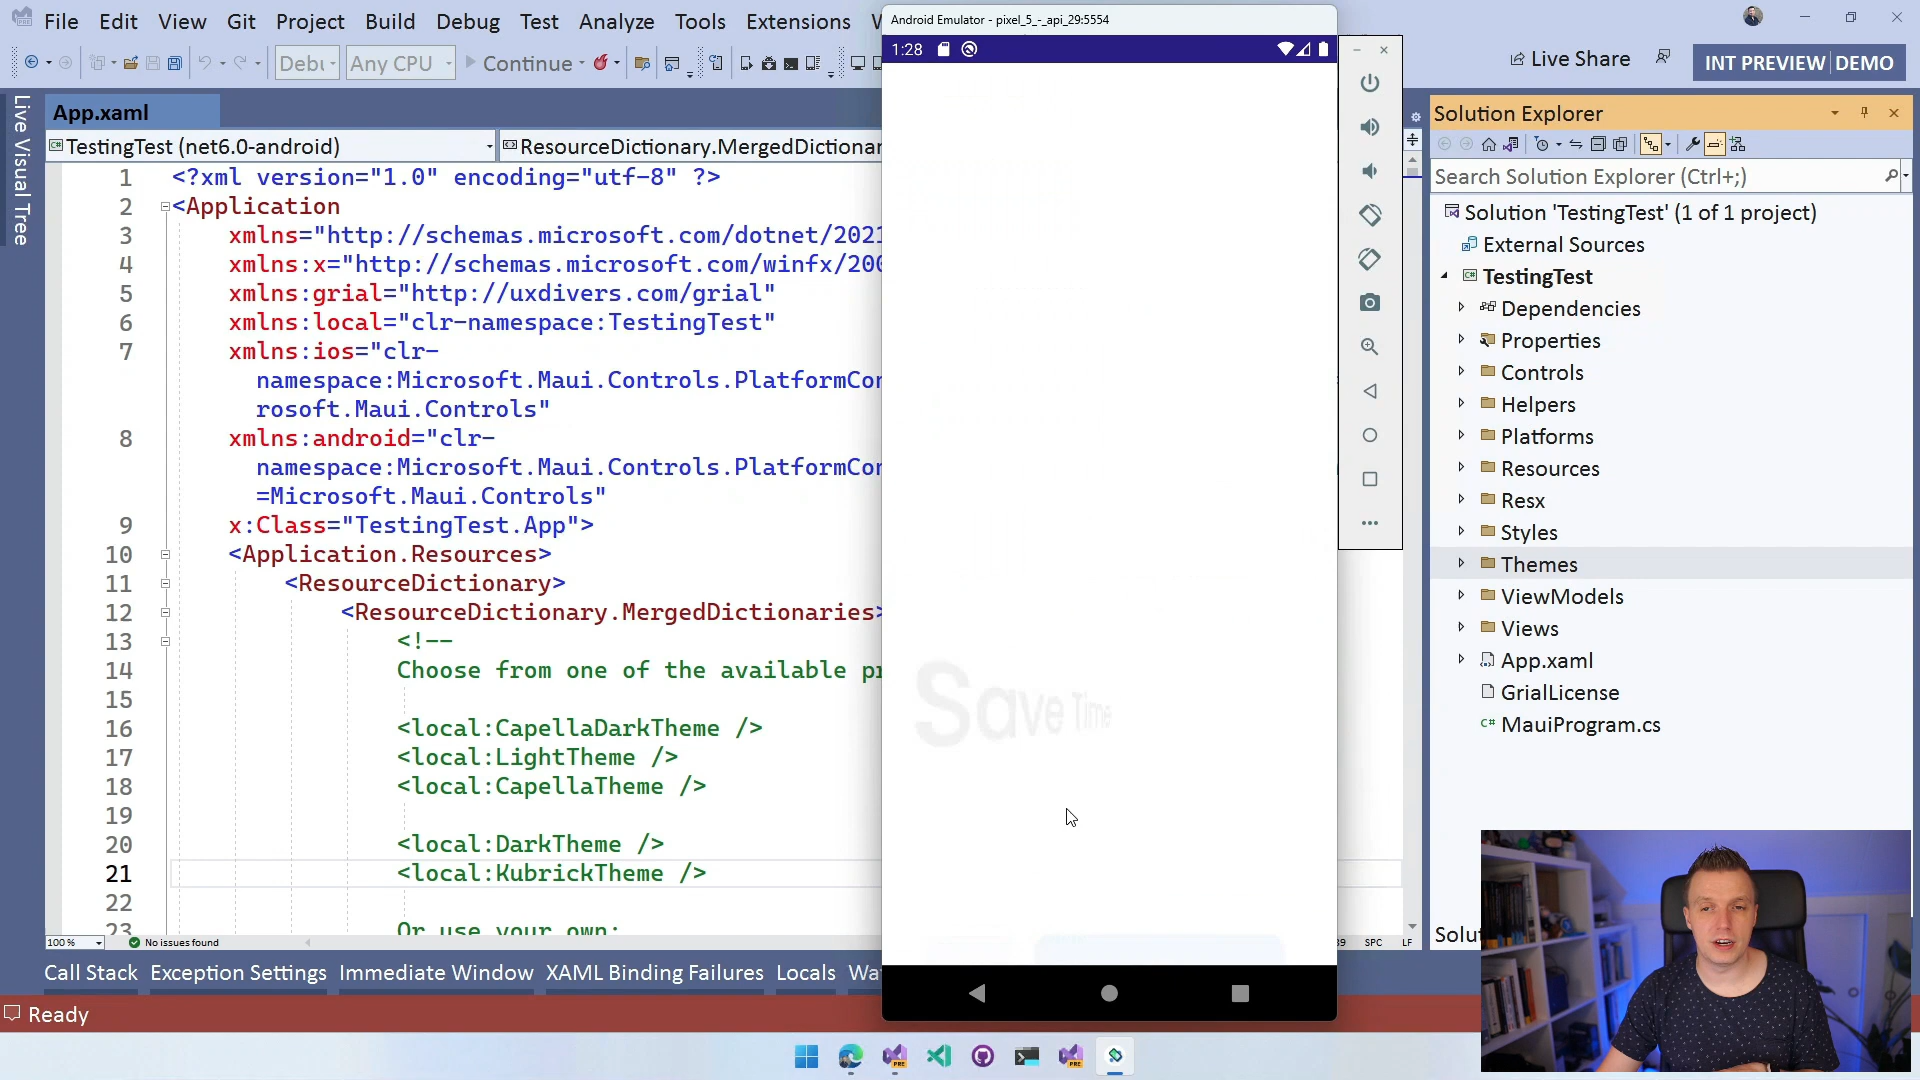 File Edit View Git Project Build Debug Test Analyze Tools Extensions
Continue
Any CPU
Live Share
INT PREVIEW DEMO
Live Visual Tree
App.xaml
TestingTest (net6.0-android)
1 <?xml version="1.0" encoding="utf-8" ?>
2 <Application
3 xmlns="http://schemas.microsoft.com/dotnet/2021
4 xmlns:x="http://schemas.microsoft.com/winfx/200
5 xmlns:grial="http://uxdivers.com/grial"
6 xmlns:local="clr-namespace:TestingTest"
7 xmlns:ios="clr-
namespace:Microsoft.Maui.Controls.PlatformCon
rosoft.Maui.Controls"
8 xmlns:android="clr-
namespace:Microsoft.Maui.Controls.PlatformCon
=Microsoft.Maui.Controls"
9 x:Class="TestingTest.App">
10 <Application.Resources>
11 <ResourceDictionary>
12 <ResourceDictionary.MergedDictionaries>
13 <!--
14 Choose from one of the available
15
16 <local:CapellaDarkTheme />
17 <local:LightTheme />
18 <local:CapellaTheme />
19
20 <local:DarkTheme />
21 <local:KubrickTheme />
22
23 Or use your own:
100 %
No issues found
SPC
LF
Call Stack Exception Settings Immediate Window XAML Binding Failures Locals
Ready
Android Emulator - pixel_5_-_api_29:5554
1:28
Save Time
Solution Explorer
Search Solution Explorer (Ctrl+;)
Solution 'TestingTest' (1 of 1 project)
External Sources
TestingTest
Dependencies
Properties
Controls
Helpers
Platforms
Resources
Resx
Styles
Themes
ViewModels
Views
App.xaml
GrialLicense
MauiProgram.cs